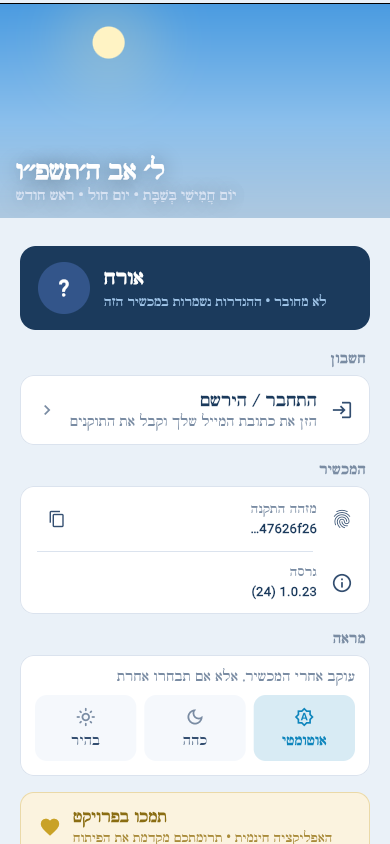 ל׳ אב ה׳תשפ״ו
יוֹם חֲמִישִׁי בְּשַׁבָּת • יום חול • ראש חודש
?
אורח
לא מחובר • ההגדרות נשמרות במכשיר הזה
חשבון
התחבר / הירשם
הזן את כתובת המייל שלך וקבל את התוקנים
המכשיר
מזהה התקנה
47626f26…
גרסה
1.0.23 (24)
מראה
עוקב אחרי המכשיר, אלא אם תבחרו אחרת
אוטומטי
כהה
בהיר
תמכו בפרויקט
האפליקציה חינמית • תרומתכם מקדמת את הפיתוח